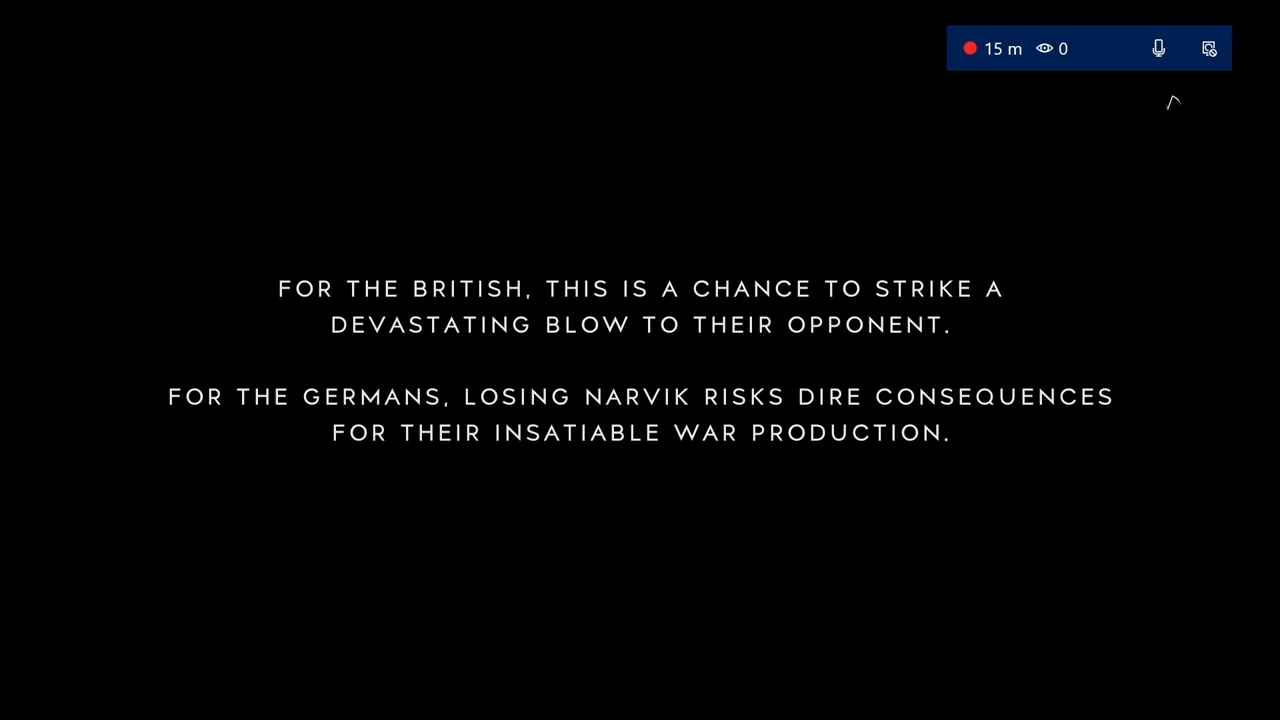 15 m 0
FOR THE BRITISH, THIS IS A CHANCE TO STRIKE A
DEVASTATING BLOW TO THEIR OPPONENT.
FOR THE GERMANS, LOSING NARVIK RISKS DIRE CONSEQUENCES
FOR THEIR INSATIABLE WAR PRODUCTION.